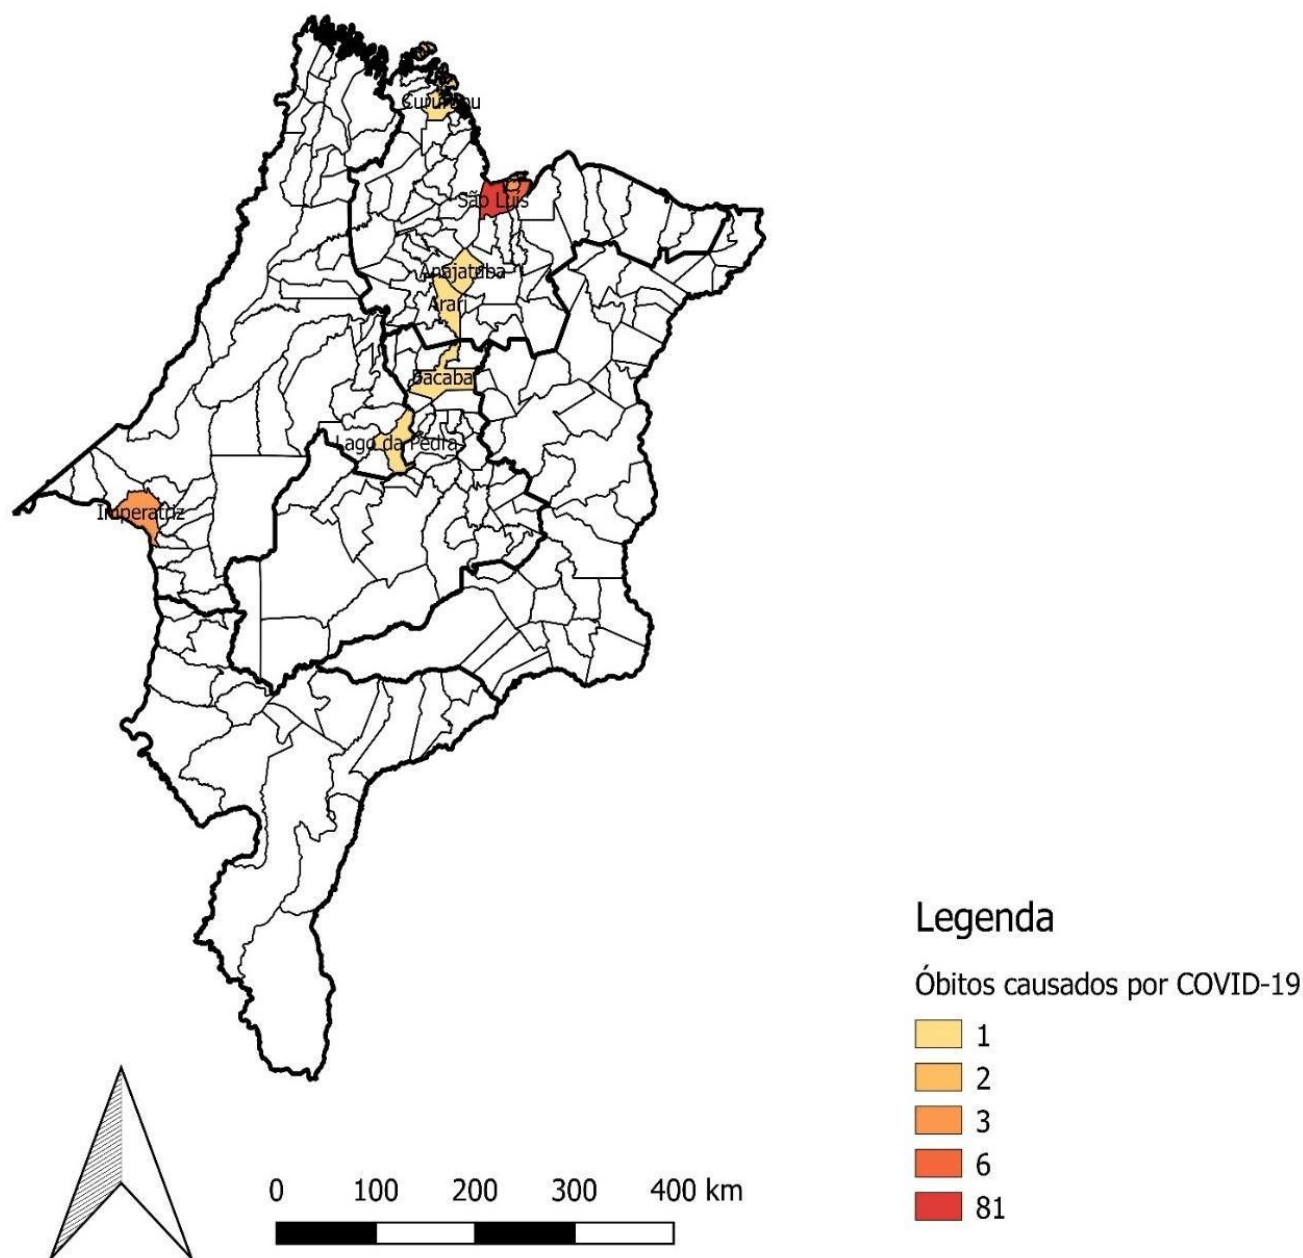 Cururupu
São Luís
Anajatuba
Arari
Bacabal
Lago da Pedra
Imperatriz
Legenda
Óbitos causados por COVID-19
1
2
3
6
81
0 100 200 300 400 km